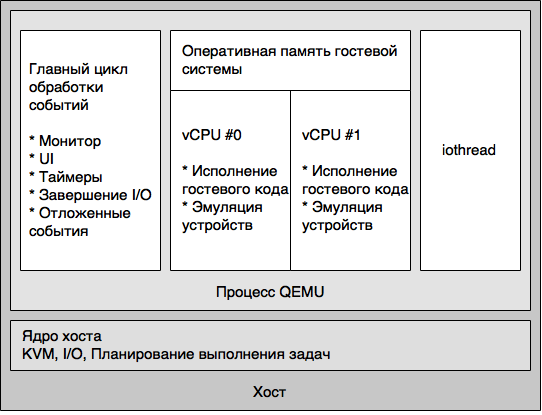 Главный цикл
обработки
событий
* Монитор
* UI
* Таймеры
* Завершение I/O
* Отложенные
события
Оперативная память гостевой
системы
vCPU #0
* Исполнение
гостевого кода
* Эмуляция
устройств
vCPU #1
* Исполнение
гостевого кода
* Эмуляция
устройств
iothread
Процесс QEMU
Ядро хоста
KVM, I/O, Планирование выполнения задач
Хост